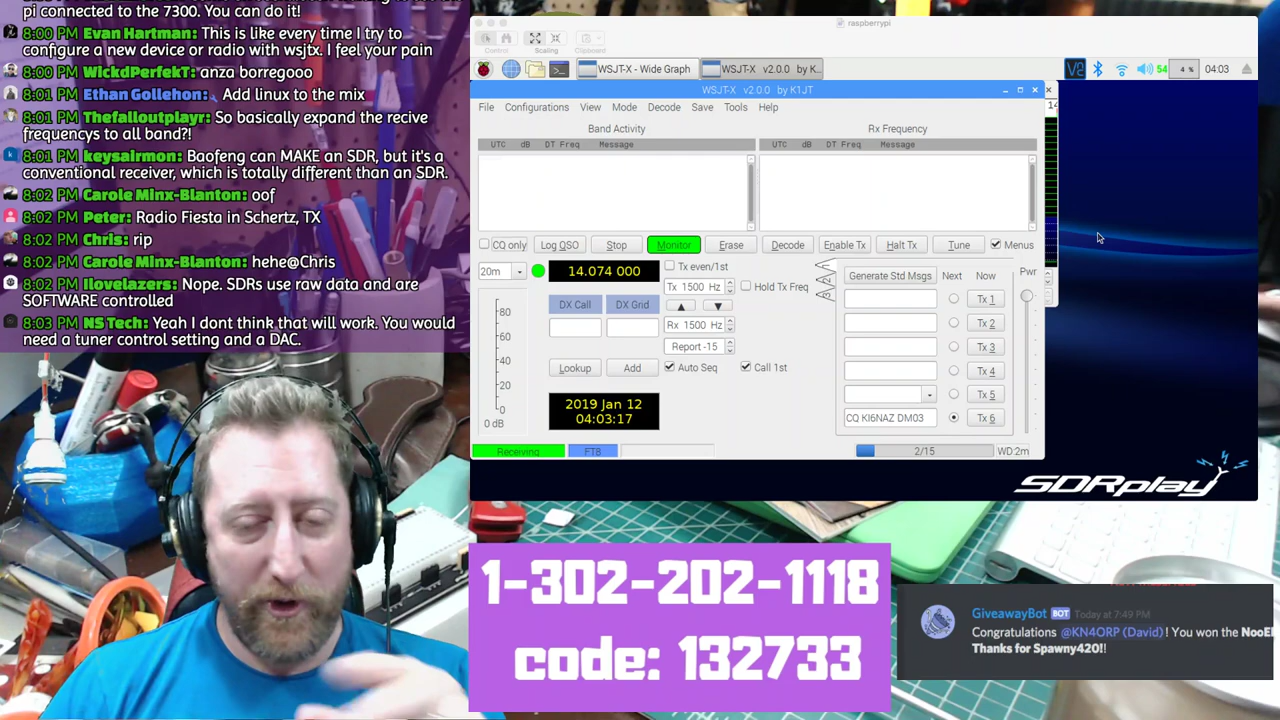 pi connected to the 7300. You can do it!
8:00 PM Evan Hartman: This is like every time I try to
configure a new device or radio with wsjtx. I feel your
pain
8:00 PM WickdPerfekT: anza borregooo
8:01 PM Ethan Gollehon: Add linux to the mix
8:01 PM Thefalloutplayr: So basically expand the recive
frequencys to all band?!
8:01 PM keysairmon: Baofeng can MAKE an SDR, but it's a
conventional receiver, which is totally different than an SDR.
8:02 PM Carole Minx-Blanton: oof
8:02 PM Peter: Radio Fiesta in Schertz, TX
8:02 PM Chris: rip
8:02 PM Carole Minx-Blanton: hehe@Chris
8:02 PM Ilovelazers: Nope. SDRs use raw data and are
SOFTWARE controlled
8:03 PM NS Tech: Yeah I dont think that will work. You would
need a tuner control setting and a DAC.
raspberrypi
Control Scaling Clipboard
WSJT-X - Wide Graph WSJT-X v2.0.0 by K... 54 4 % 04:03
WSJT-X v2.0.0 by K1JT
File Configurations View Mode Decode Save Tools Help
Band Activity Rx Frequency
UTC dB DT Freq Message UTC dB DT Freq Message
CQ only Log QSO Stop Monitor Erase Decode Enable Tx Halt Tx Tune Menus
20m 14.074 000 Tx even/1st Generate Std Msgs Next Now Pwr
Tx 1500 Hz Hold Tx Freq Tx 1
DX Call DX Grid
Rx 1500 Hz Tx 2
Report -15 Tx 3
Lookup Add Auto Seq Call 1st Tx 4
Tx 5
2019 Jan 12
04:03:17
CQ KI6NAZ DM03 Tx 6
80
60
40
20
0
0 dB
Receiving FT8 2/15 WD:2m
SDRplay
1-302-202-1118
code: 132733
GiveawayBot BOT Today at 7:49 PM
Congratulations @KN4ORP (David)! You won the NooEl
Thanks for Spawny420!!